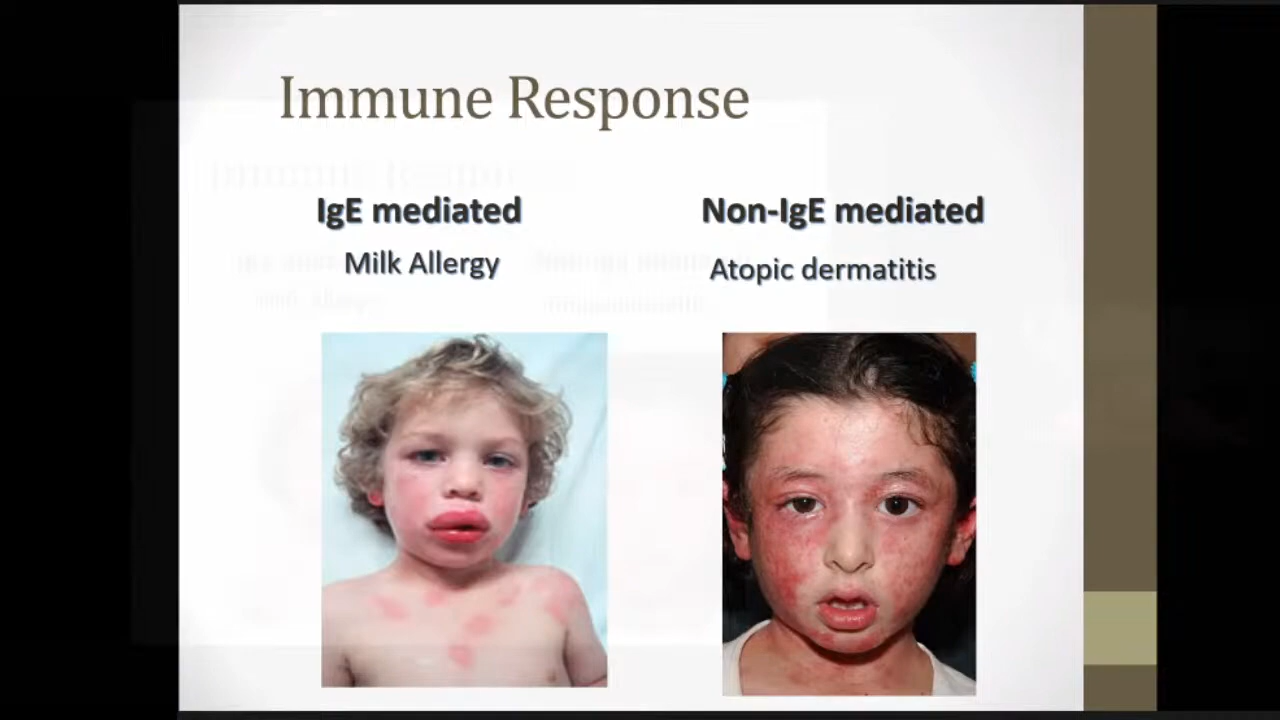 Immune Response
IgE mediated
Non-IgE mediated
Milk Allergy
Atopic dermatitis